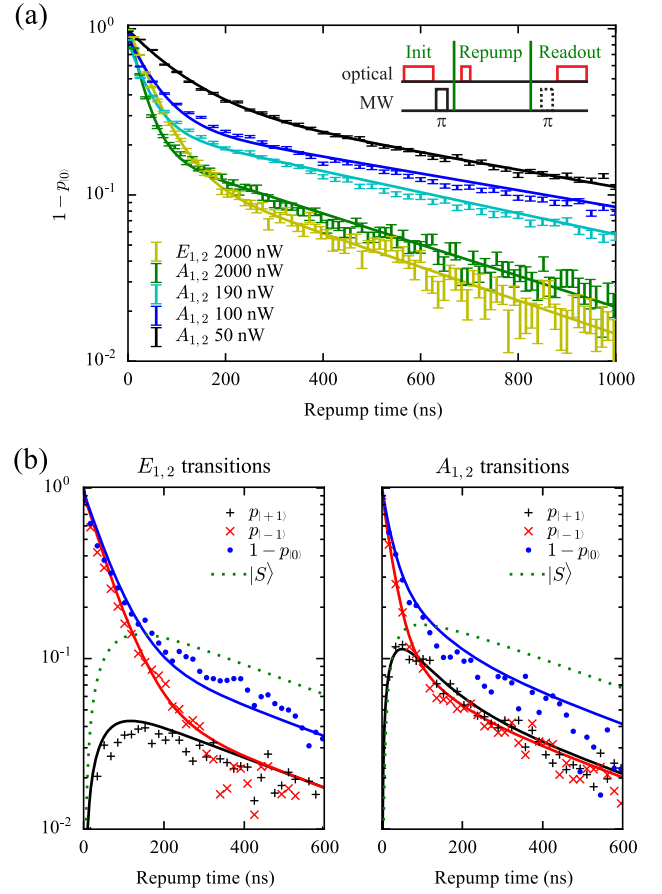 (a)
10⁰
10⁻¹
10⁻²
1 − p|0⟩
Init Repump Readout
optical
MW
π π
E₁,₂ 2000 nW
A₁,₂ 2000 nW
A₁,₂ 190 nW
A₁,₂ 100 nW
A₁,₂ 50 nW
0 200 400 600 800 1000
Repump time (ns)
(b)
E₁,₂ transitions
A₁,₂ transitions
10⁰
10⁻¹
10⁻²
p|+1⟩
p|−1⟩
1 − p|0⟩
|S⟩
p|+1⟩
p|−1⟩
1 − p|0⟩
|S⟩
0 200 400 600
0 200 400 600
Repump time (ns)
Repump time (ns)